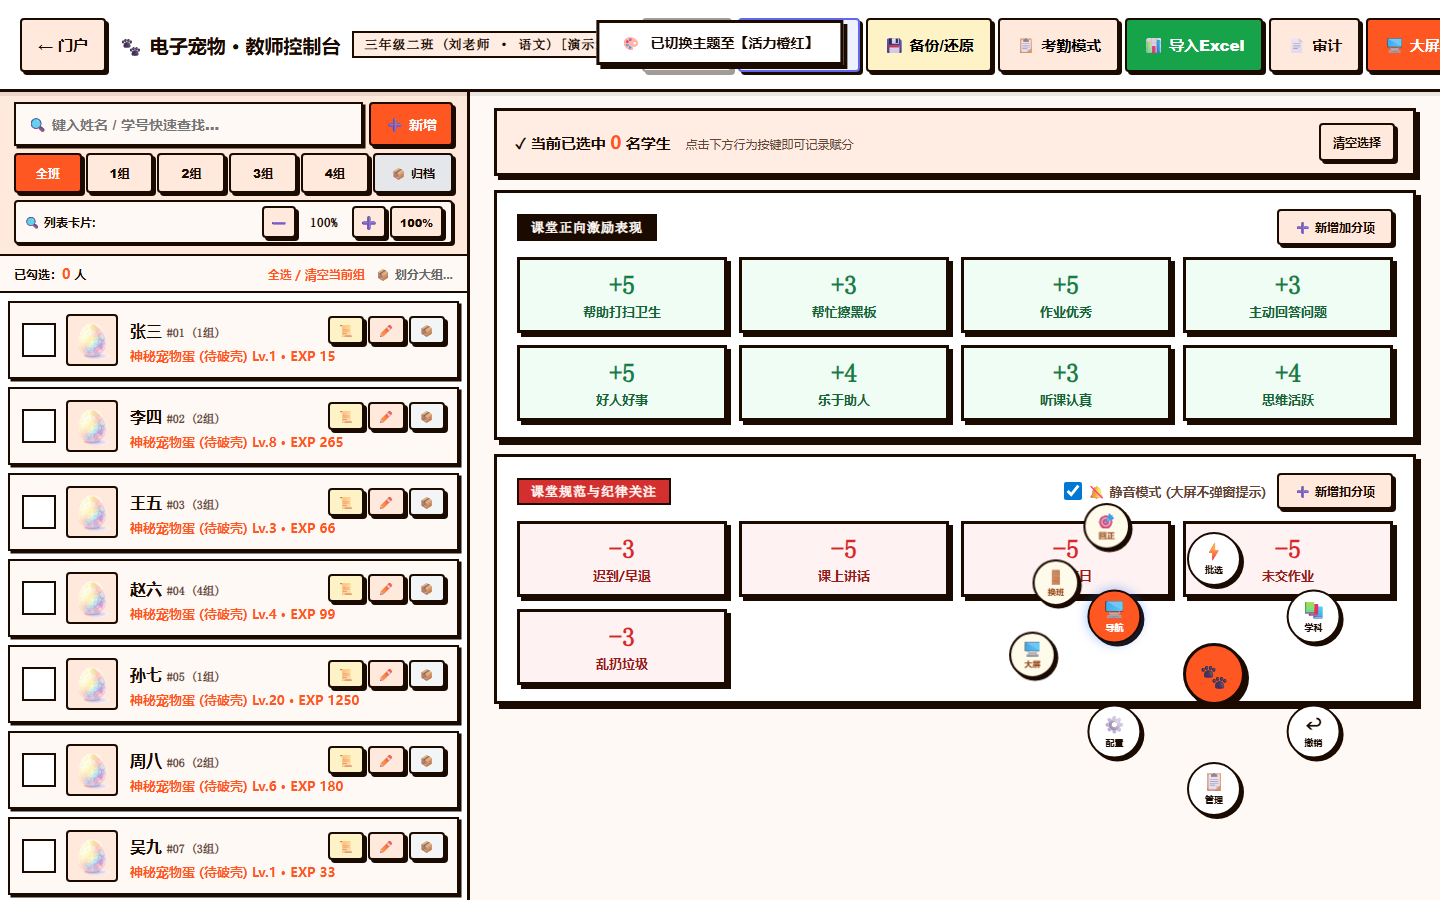 ←门户
电子宠物·教师控制台
三年级二班 (刘老师 · 语文) [演示
已切换主题至【活力橙红】
备份/还原
考勤模式
导入Excel
审计
大屏
键入姓名 / 学号快速查找...
新增
全班
1组
2组
3组
4组
归档
列表卡片:
100%
100%
已勾选: 0 人
全选 / 清空当前组
划分大组...
张三 #01 (1组)
神秘宠物蛋 (待破壳) Lv.1 • EXP 15
李四 #02 (2组)
神秘宠物蛋 (待破壳) Lv.8 • EXP 265
王五 #03 (3组)
神秘宠物蛋 (待破壳) Lv.3 • EXP 66
赵六 #04 (4组)
神秘宠物蛋 (待破壳) Lv.4 • EXP 99
孙七 #05 (1组)
神秘宠物蛋 (待破壳) Lv.20 • EXP 1250
周八 #06 (2组)
神秘宠物蛋 (待破壳) Lv.6 • EXP 180
吴九 #07 (3组)
神秘宠物蛋 (待破壳) Lv.1 • EXP 33
✓ 当前已选中 0 名学生
点击下方行为按键即可记录赋分
清空选择
课堂正向激励表现
新增加分项
+5
帮助打扫卫生
+3
帮忙擦黑板
+5
作业优秀
+3
主动回答问题
+5
好人好事
+4
乐于助人
+3
听课认真
+4
思维活跃
课堂规范与纪律关注
静音模式 (大屏不弹窗提示)
新增扣分项
−3
迟到/早退
−5
课上讲话
−5
日
−5
未交作业
−3
乱扔垃圾
回正
换班
大屏
导航
批选
学科
配置
撤销
管理